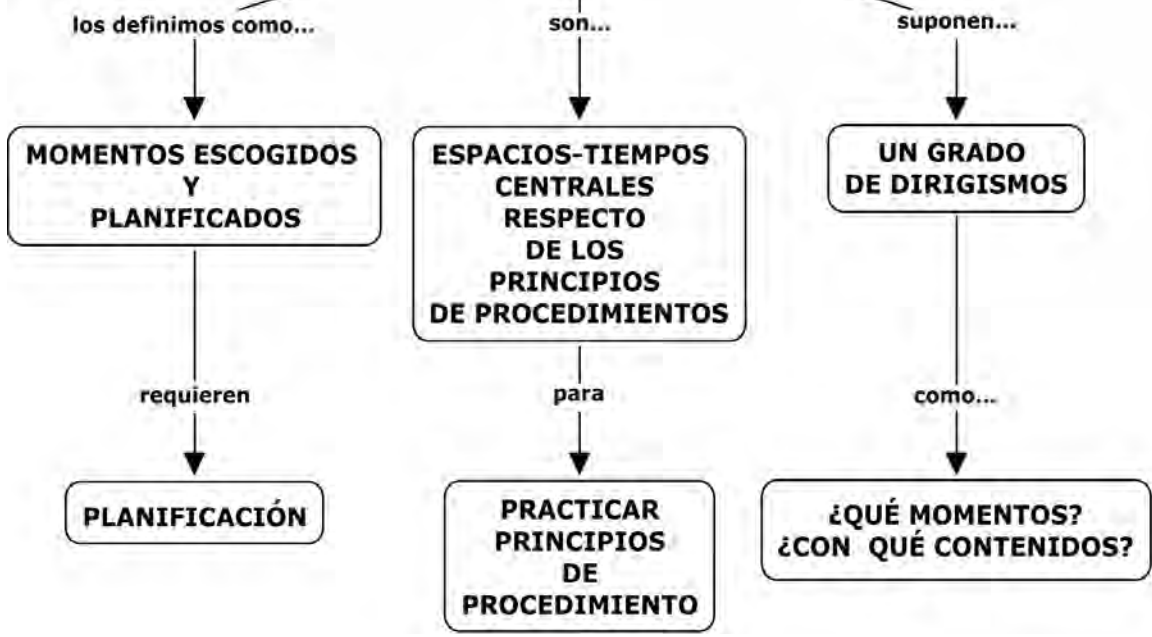 los definimos como...
son...
suponen...
MOMENTOS ESCOGIDOS
Y
PLANIFICADOS
ESPACIOS-TIEMPOS
CENTRALES
RESPECTO
DE LOS
PRINCIPIOS
DE PROCEDIMIENTOS
UN GRADO
DE DIRIGISMOS
requieren
para
como...
PLANIFICACIÓN
PRACTICAR
PRINCIPIOS
DE
PROCEDIMIENTO
¿QUÉ MOMENTOS?
¿CON QUÉ CONTENIDOS?